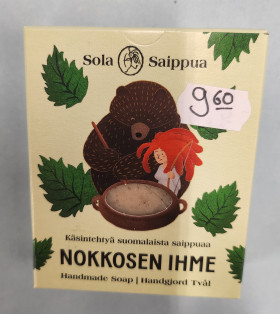 Sola Saippua
9 60
Käsintehtyä suomalaista saippuaa
NOKKOSEN IHME
Handmade Soap | Handgjord Tvål